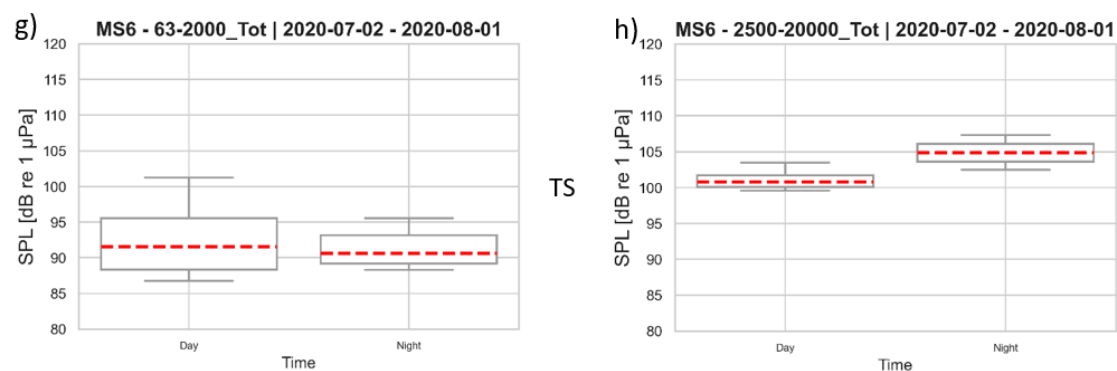 g)
MS6 - 63-2000_Tot | 2020-07-02 - 2020-08-01
120
115
110
105
100
95
90
85
80
SPL [dB re 1 μPa]
Day
Night
Time
TS
h)
MS6 - 2500-20000_Tot | 2020-07-02 - 2020-08-01
120
115
110
105
100
95
90
85
80
SPL [dB re 1 μPa]
Day
Night
Time